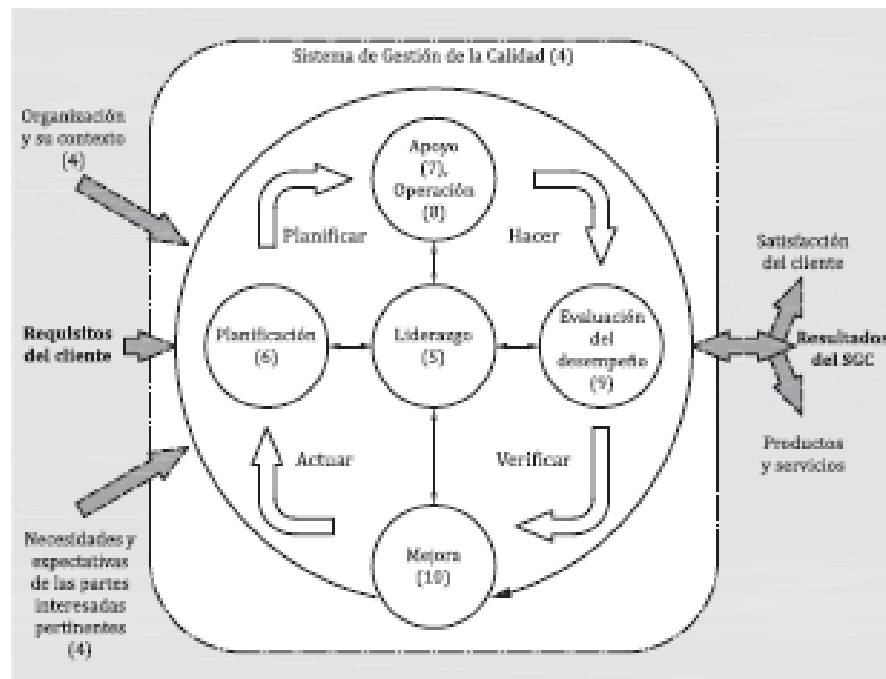 Sistema de Gestión de la Calidad (4)
Organización
y su contexto
(4)
Requisitos
del cliente
Necesidades y
expectativas
de las partes
interesadas
pertinentes
(4)
Apoyo
(7),
Operación
(8)
Planificar
Hacer
Planificación
(6)
Liderazgo
(5)
Evaluación
del
desempeño
(9)
Actuar
Verificar
Mejora
(10)
Satisfacción
del cliente
Resultados
del SGC
Productos
y servicios